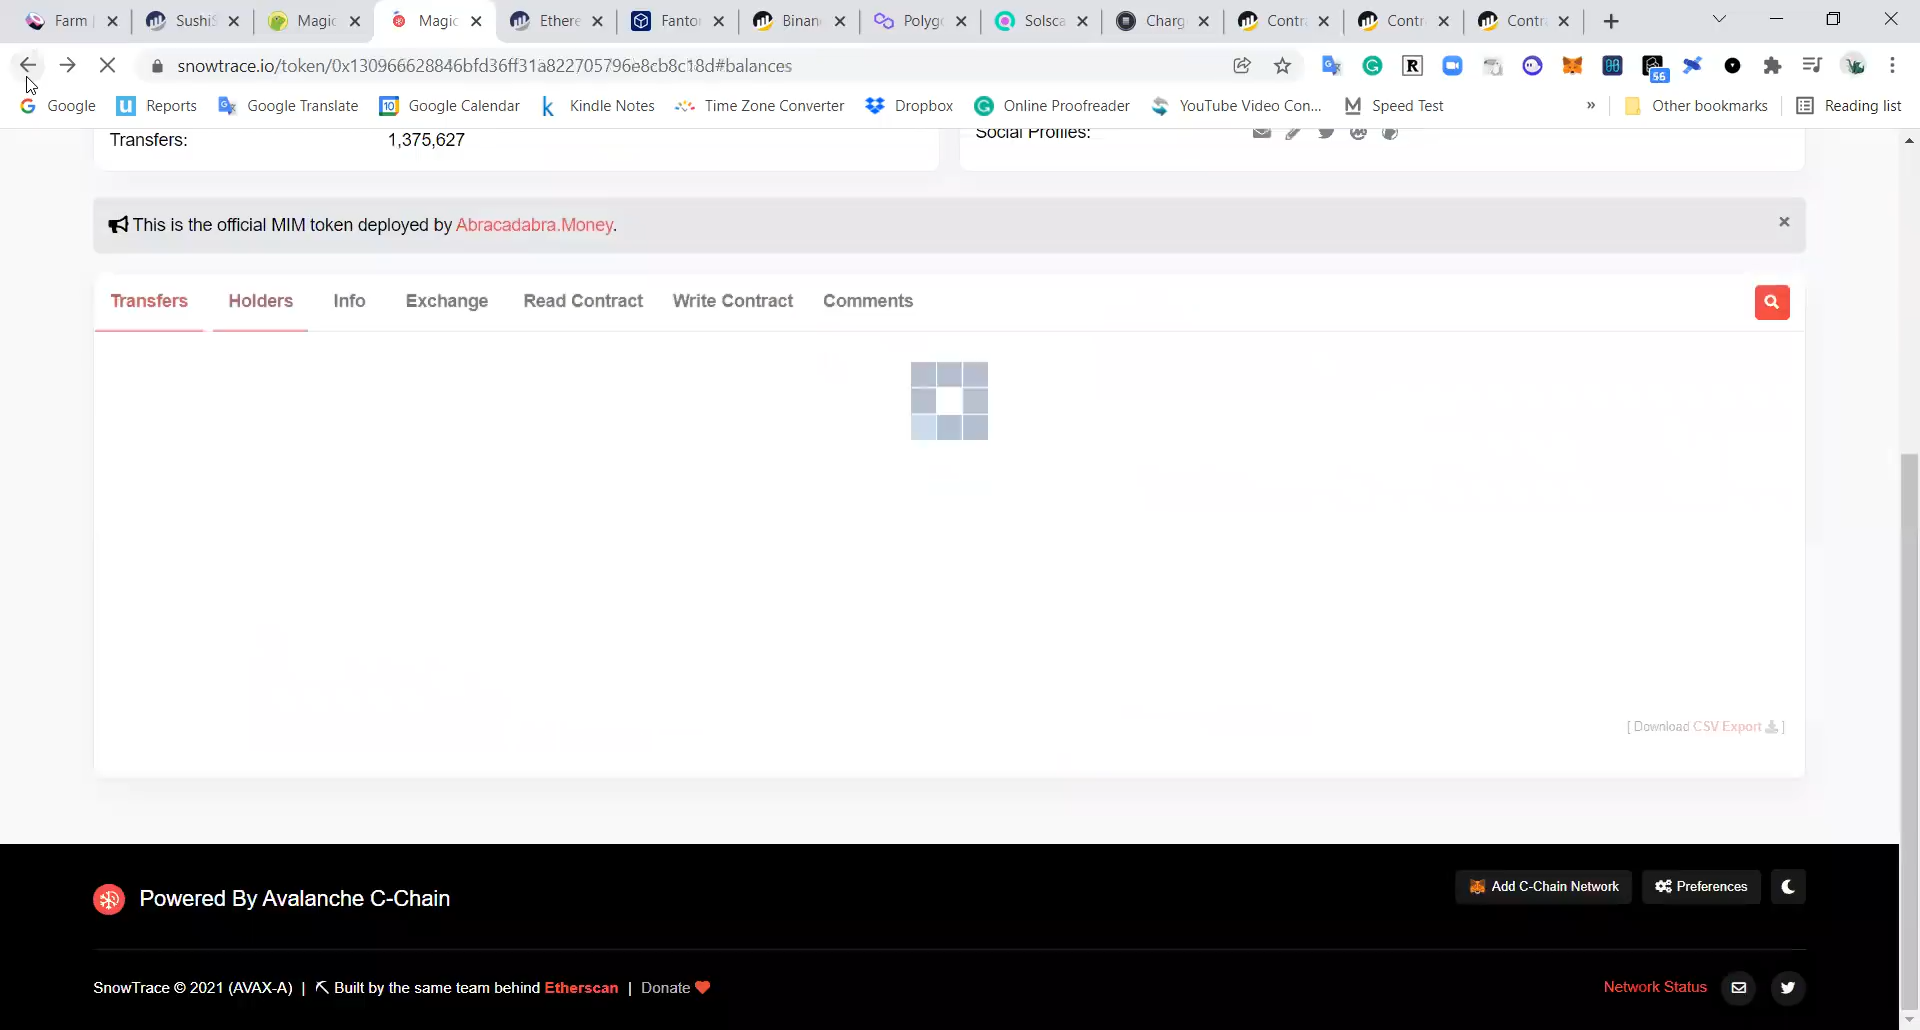 Farm
SushiS
Magic
Magic
Ethere
Fanto
Binan
Polyg
Solsca
Charg
Contr
Contr
Contr
snowtrace.io/token/0x130966628846bfd36ff31a822705796e8cb8c18d#balances
56
Google
Reports
Google Translate
10 Google Calendar
Kindle Notes
Time Zone Converter
Dropbox
Online Proofreader
YouTube Video Con...
Speed Test
»
Other bookmarks
Reading list
Transfers: 1,375,627
Social Profiles:
This is the official MIM token deployed by Abracadabra.Money.
Transfers Holders Info Exchange Read Contract Write Contract Comments
[ Download CSV Export ]
Powered By Avalanche C-Chain
Add C-Chain Network
Preferences
SnowTrace © 2021 (AVAX-A) | Built by the same team behind Etherscan | Donate
Network Status